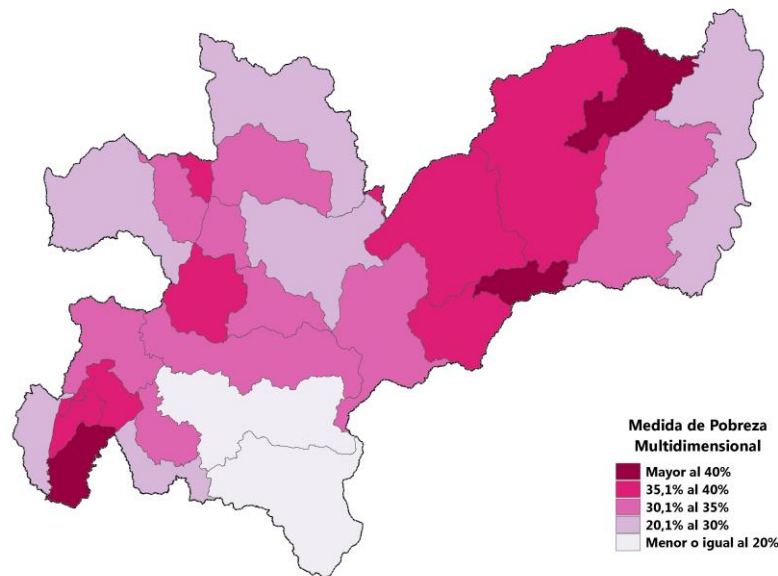 Medida de Pobreza
Multidimensional
Mayor al 40%
35,1% al 40%
30,1% al 35%
20,1% al 30%
Menor o igual al 20%